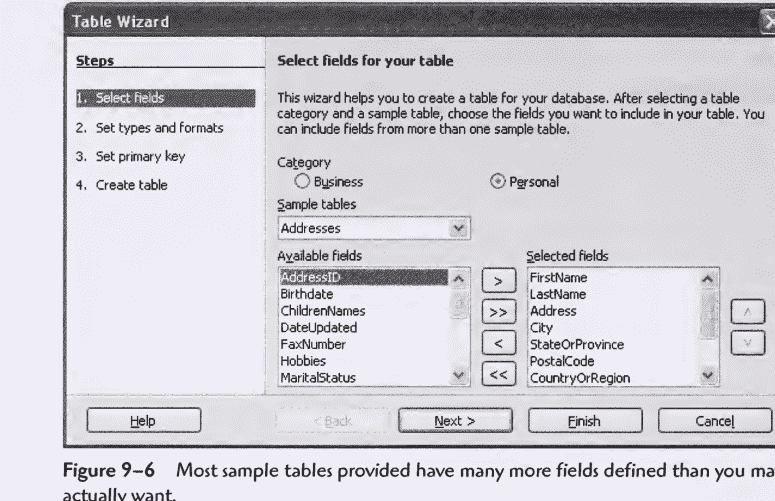 Table Wizard
Steps
1. Select fields
2. Set types and formats
3. Set primary key
4. Create table
Select fields for your table
This wizard helps you to create a table for your database. After selecting a table
category and a sample table, choose the fields you want to include in your table. You
can include fields from more than one sample table.
Category
Business
Personal
Sample tables
Addresses
Available fields
AddressID
Birthdate
ChildrenNames
DateUpdated
FaxNumber
Hobbies
MaritalStatus
>
>>
<
<<
Selected fields
FirstName
LastName
Address
City
StateOrProvince
PostalCode
CountryOrRegion
Help
< Back
Next >
Finish
Cancel
Figure 9–6 Most sample tables provided have many more fields defined than you ma
actually want.